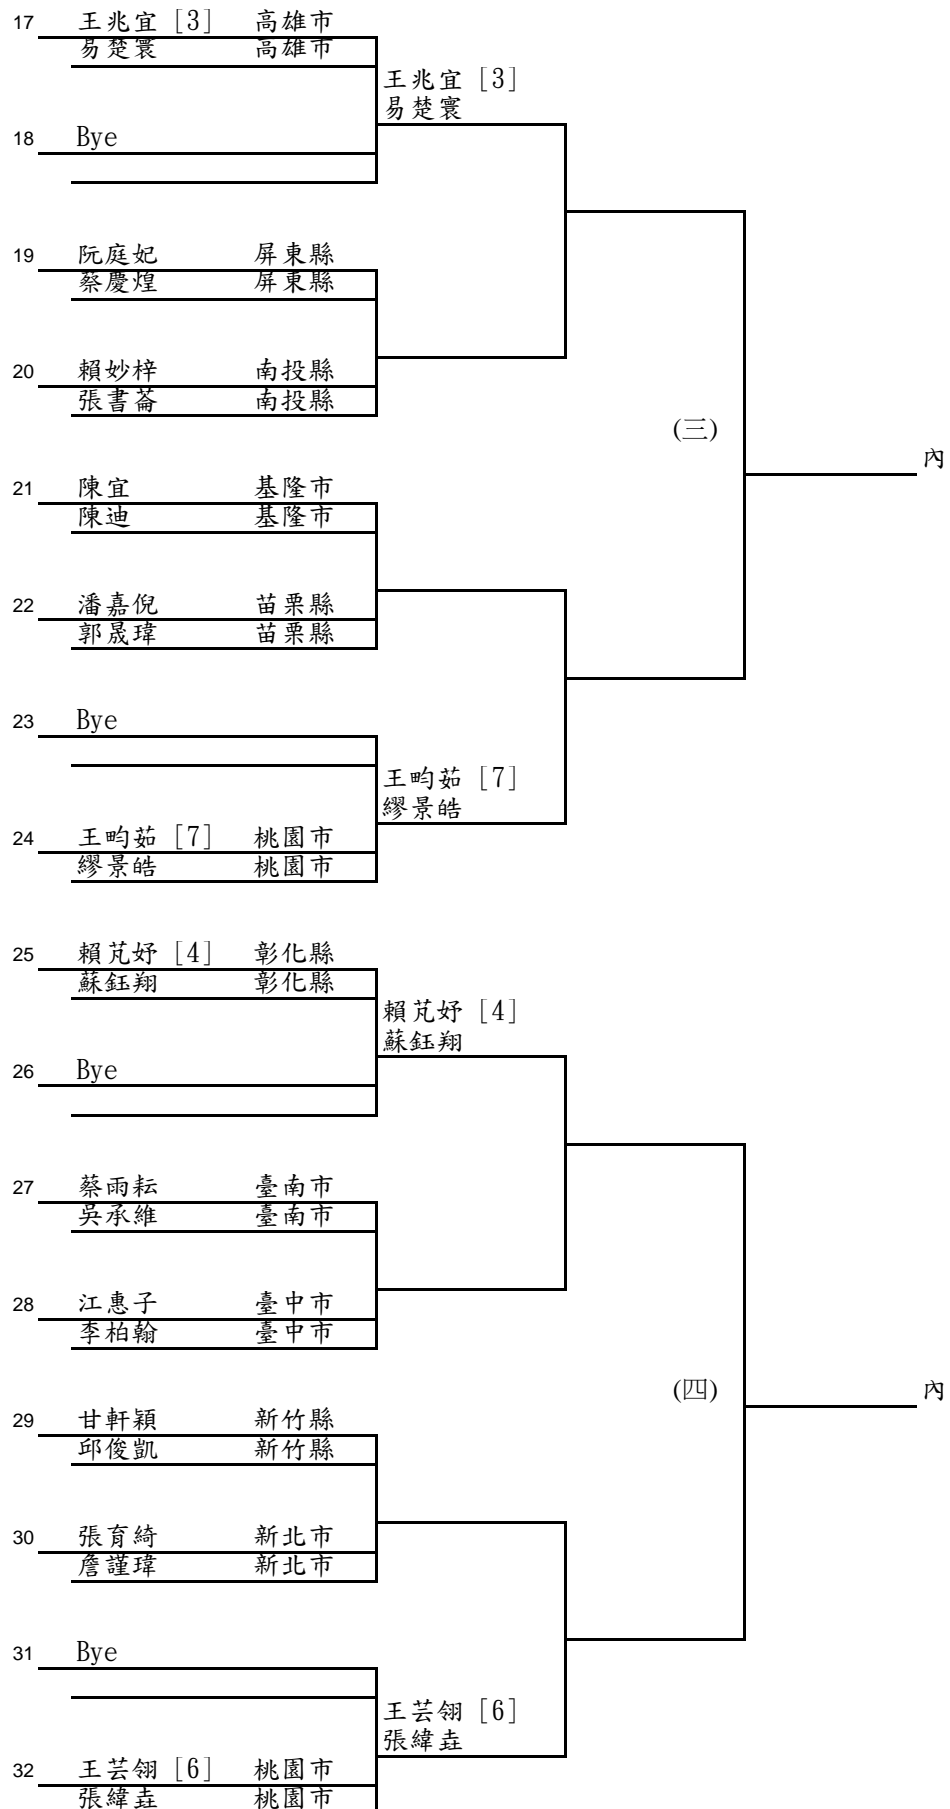 17 王兆宜 [3] 高雄市
易楚寰 高雄市
王兆宜 [3]
易楚寰
18 Bye
19 阮庭妃 屏東縣
蔡慶煌 屏東縣
20 賴妙梓 南投縣
張書菕 南投縣
(三)
內
21 陳宜 基隆市
陳迪 基隆市
22 潘嘉倪 苗栗縣
郭晟瑋 苗栗縣
23 Bye
王畇茹 [7]
繆景皓
24 王畇茹 [7] 桃園市
繆景皓 桃園市
25 賴芃妤 [4] 彰化縣
蘇鈺翔 彰化縣
賴芃妤 [4]
蘇鈺翔
26 Bye
27 蔡雨耘 臺南市
吳承維 臺南市
28 江惠子 臺中市
李柏翰 臺中市
(四)
內
29 甘軒穎 新竹縣
邱俊凱 新竹縣
30 張育綺 新北市
詹謹瑋 新北市
31 Bye
王芸翎 [6]
張緯垚
32 王芸翎 [6] 桃園市
張緯垚 桃園市